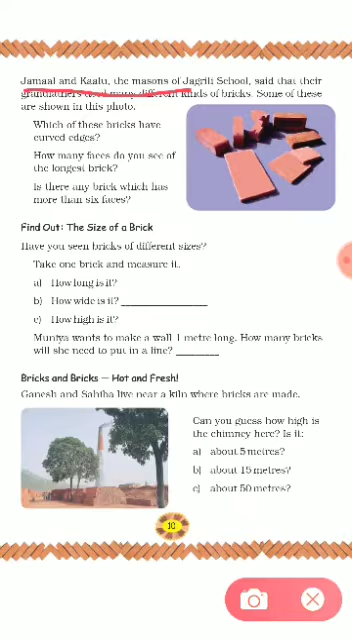 Jamaal and Kaalu, the masons of Jagriti School, said that their
grandfathers used many different kinds of bricks. Some of these
are shown in this photo.
Which of these bricks have
curved edges?
How many faces do you see of
the longest brick?
Is there any brick which has
more than six faces?
Find Out: The Size of a Brick
Have you seen bricks of different sizes?
Take one brick and measure it.
a) How long is it?
b) How wide is it? ________________
c) How high is it?
Muniya wants to make a wall 1 metre long. How many bricks
will she need to put in a line? ________
Bricks and Bricks — Hot and Fresh!
Ganesh and Sahiba live near a kiln where bricks are made.
Can you guess how high is
the chimney here? Is it:
a) about 5 metres?
b) about 15 metres?
c) about 50 metres?
10